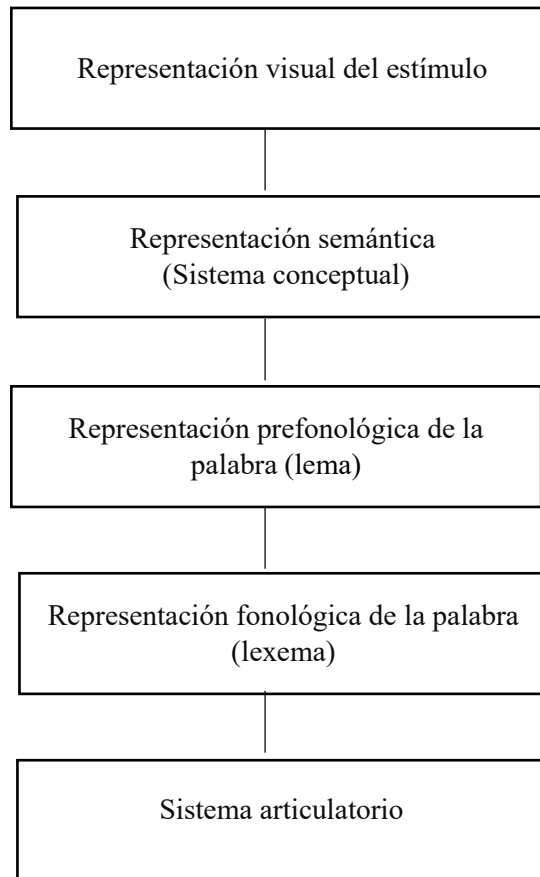 Representación visual del estímulo
Representación semántica
(Sistema conceptual)
Representación prefonológica de la
palabra (lema)
Representación fonológica de la palabra
(lexema)
Sistema articulatorio